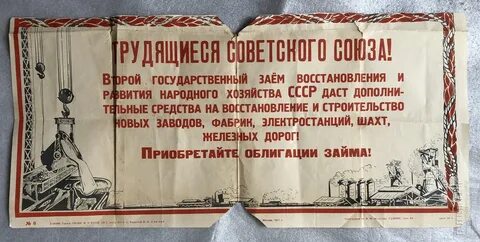 ТРУДЯЩИЕСЯ СОВЕТСКОГО СОЮЗА!
ВТОРОЙ ГОСУДАРСТВЕННЫЙ ЗАЁМ ВОССТАНОВЛЕНИЯ И
РАЗВИТИЯ НАРОДНОГО ХОЗЯЙСТВА СССР ДАСТ ДОПОЛНИ-
ТЕЛЬНЫЕ СРЕДСТВА НА ВОССТАНОВЛЕНИЕ И СТРОИТЕЛЬСТВО
НОВЫХ ЗАВОДОВ, ФАБРИК, ЭЛЕКТРОСТАНЦИЙ, ШАХТ,
ЖЕЛЕЗНЫХ ДОРОГ!
ПРИОБРЕТАЙТЕ ОБЛИГАЦИИ ЗАЙМА!
№ 6